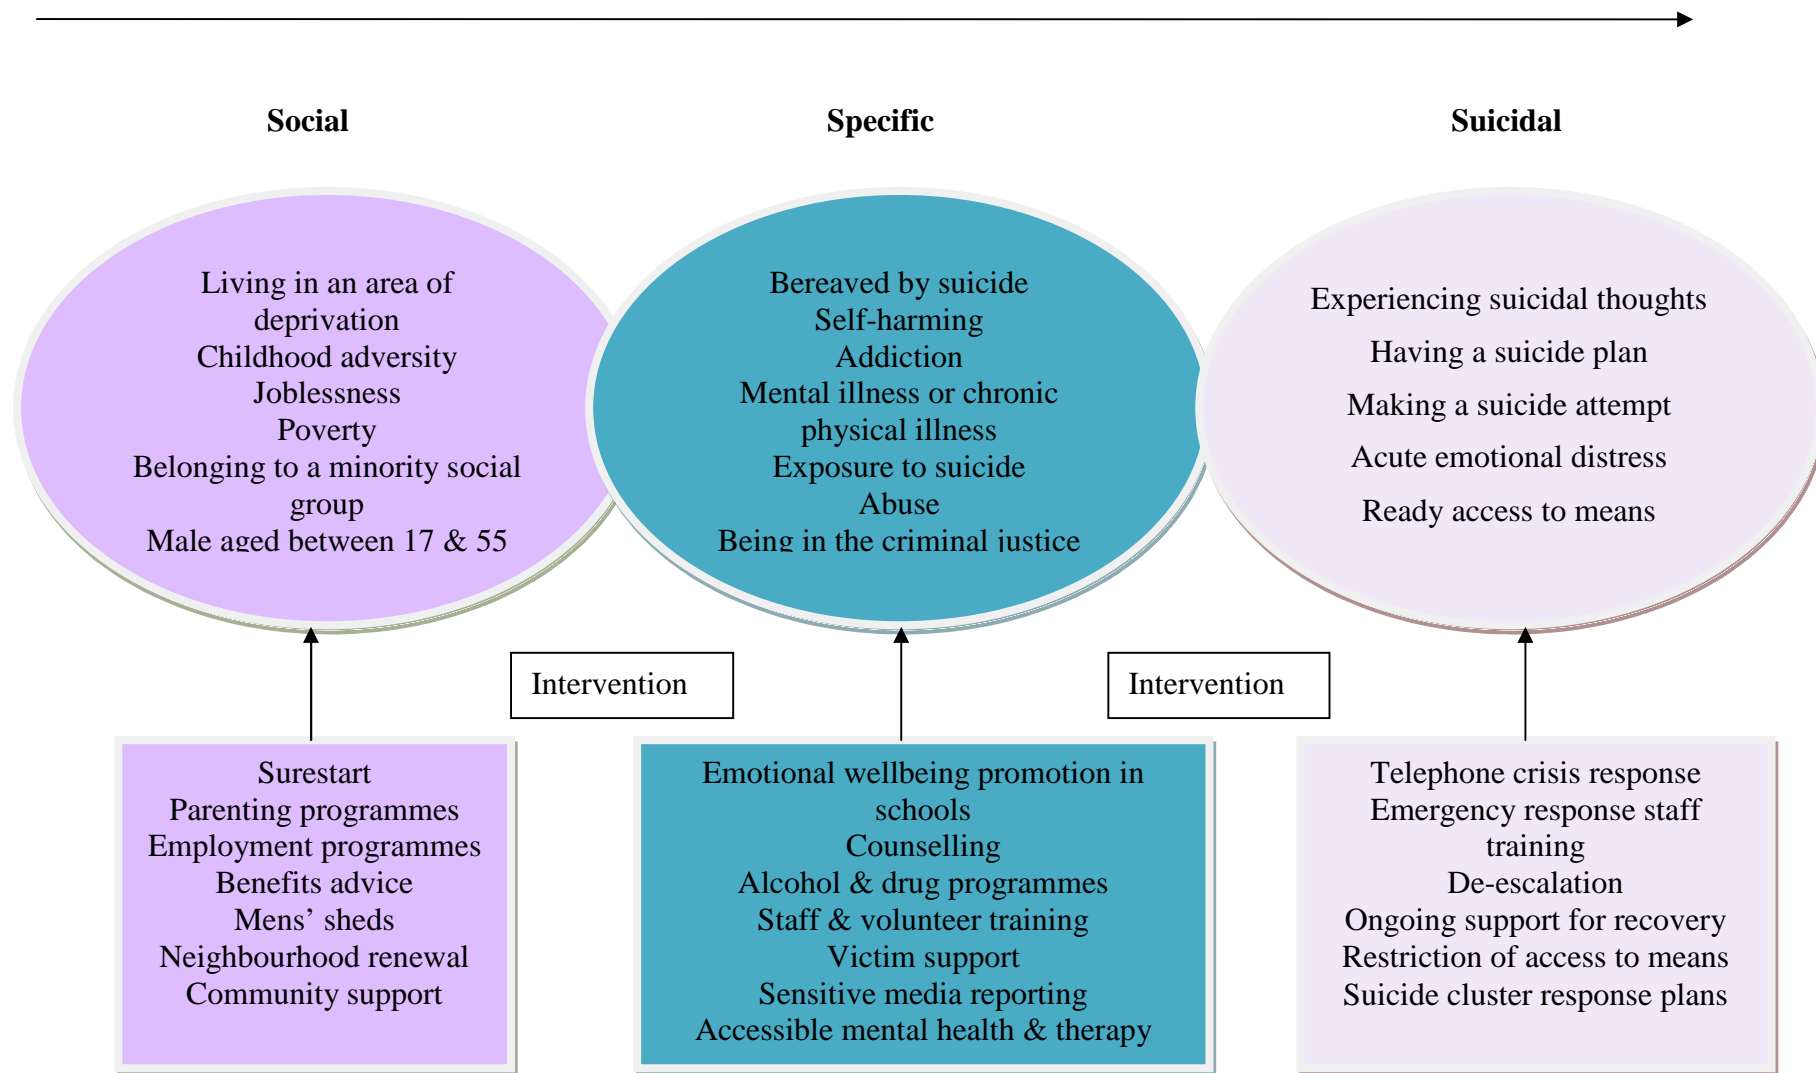 Social
Specific
Suicidal
Living in an area of
deprivation
Childhood adversity
Joblessness
Poverty
Belonging to a minority social
group
Male aged between 17 & 55
Bereaved by suicide
Self-harming
Addiction
Mental illness or chronic
physical illness
Exposure to suicide
Abuse
Being in the criminal justice
Experiencing suicidal thoughts
Having a suicide plan
Making a suicide attempt
Acute emotional distress
Ready access to means
Intervention
Intervention
Surestart
Parenting programmes
Employment programmes
Benefits advice
Mens’ sheds
Neighbourhood renewal
Community support
Emotional wellbeing promotion in
schools
Counselling
Alcohol & drug programmes
Staff & volunteer training
Victim support
Sensitive media reporting
Accessible mental health & therapy
Telephone crisis response
Emergency response staff
training
De-escalation
Ongoing support for recovery
Restriction of access to means
Suicide cluster response plans